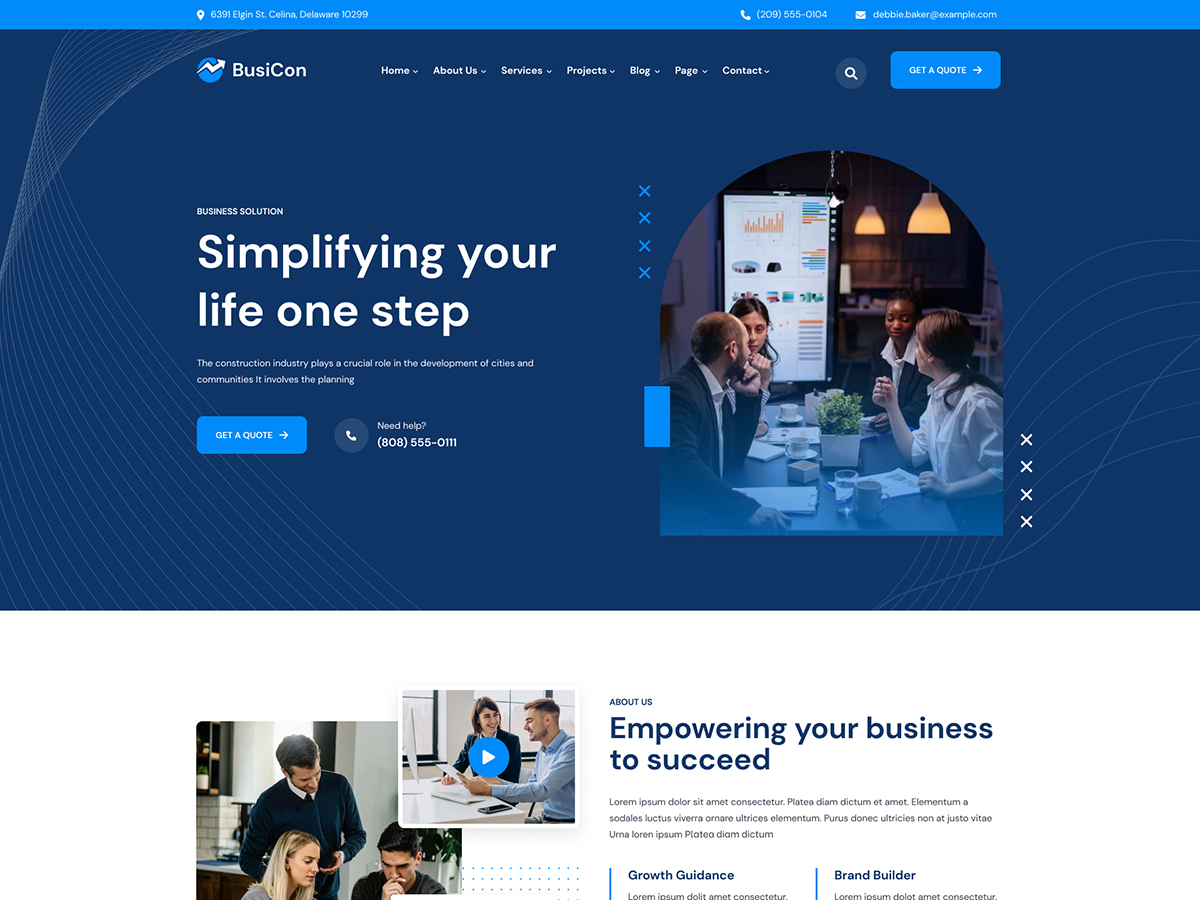 6391 Elgin St. Celina, Delaware 10299
(209) 555-0104
debbie.baker@example.com
BusiCon
Home
About Us
Services
Projects
Blog
Page
Contact
GET A QUOTE
BUSINESS SOLUTION
Simplifying your
life one step
The construction industry plays a crucial role in the development of cities and
communities It involves the planning
GET A QUOTE
Need help?
(808) 555-0111
ABOUT US
Empowering your business
to succeed
Lorem ipsum dolor sit amet consectetur. Platea diam dictum et amet. Elementum a
sodales luctus viverra ornare ultrices elementum. Purus donec ultricies non at justo vitae
Urna loren ipsum Platea diam dictum
Growth Guidance
Lorem ipsum dolit amet consectetur.
Brand Builder
Lorem ipsum dolot amet consectetur.